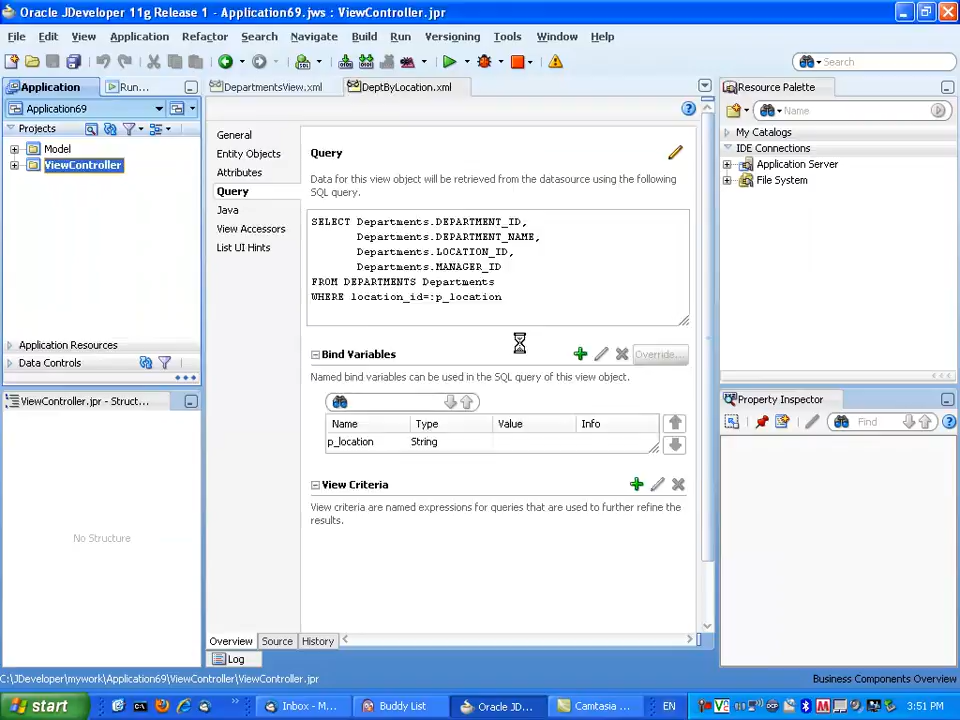 Oracle JDeveloper 11g Release 1 - Application69.jws : ViewController.jpr
File Edit View Application Refactor Search Navigate Build Run Versioning Tools Window Help
Search
Application
Run...
DepartmentsView.xml
DeptByLocation.xml
Resource Palette
Application69
Name
Projects
My Catalogs
IDE Connections
Application Server
File System
Model
ViewController
General
Entity Objects
Attributes
Query
Java
View Accessors
List UI Hints
Query
Data for this view object will be retrieved from the datasource using the following
SQL query.
SELECT Departments.DEPARTMENT_ID,
Departments.DEPARTMENT_NAME,
Departments.LOCATION_ID,
Departments.MANAGER_ID
FROM DEPARTMENTS Departments
WHERE location_id=:p_location
Bind Variables
Override...
Named bind variables can be used in the SQL query of this view object.
Name Type Value Info
p_location String
View Criteria
View criteria are named expressions for queries that are used to further refine the
results.
Application Resources
Data Controls
ViewController.jpr - Struct...
No Structure
Property Inspector
Find
Overview Source History
Log
C:\JDeveloper\mywork\Application69\ViewController\ViewController.jpr
Business Components Overview
start
Inbox - M...
Buddy List
Oracle JD...
Camtasia ...
EN
3:51 PM